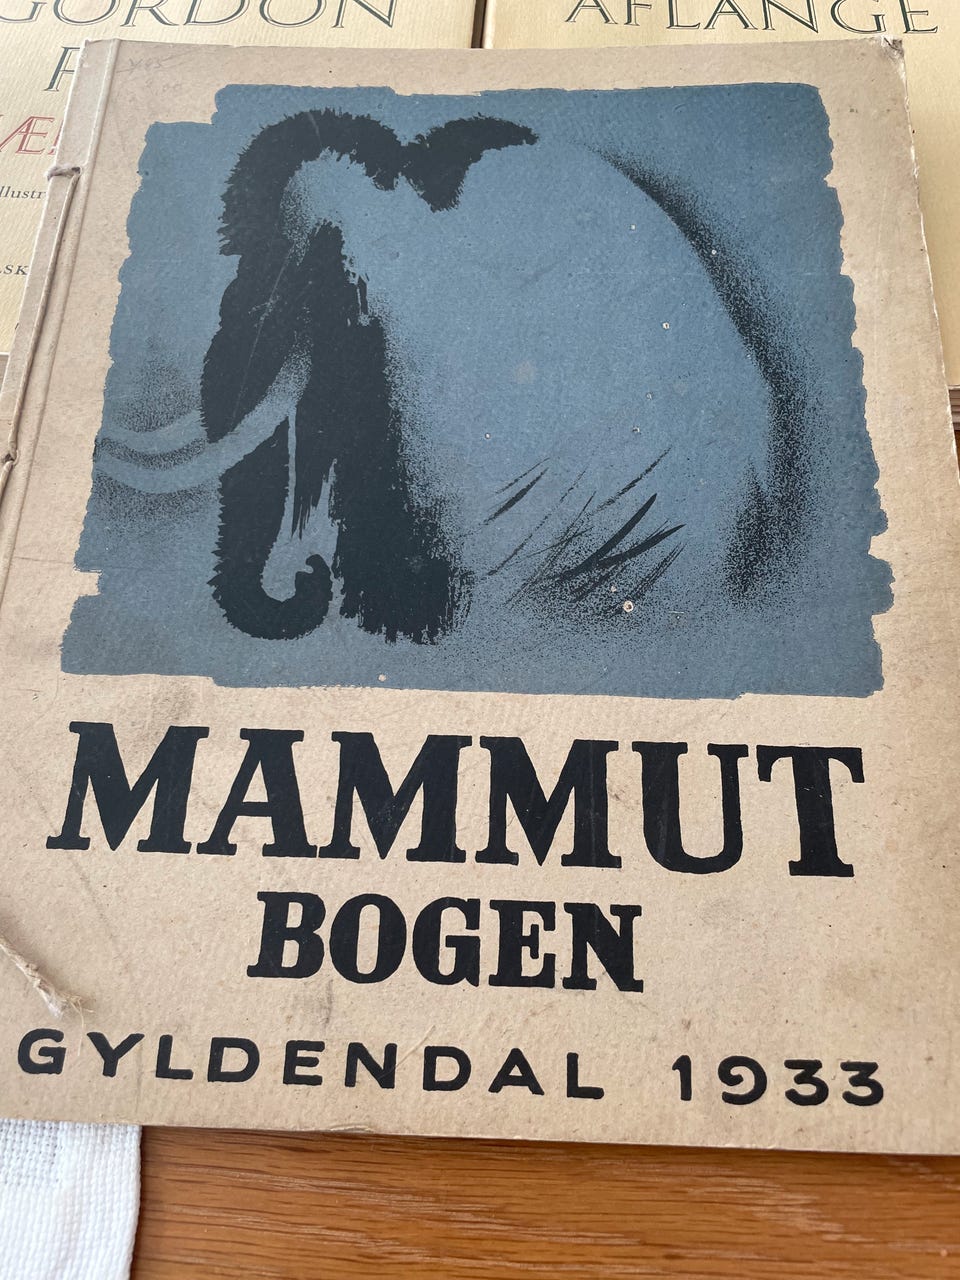 GORDON
AFLANGE
MAMMUT
BOGEN
GYLDENDAL 1933